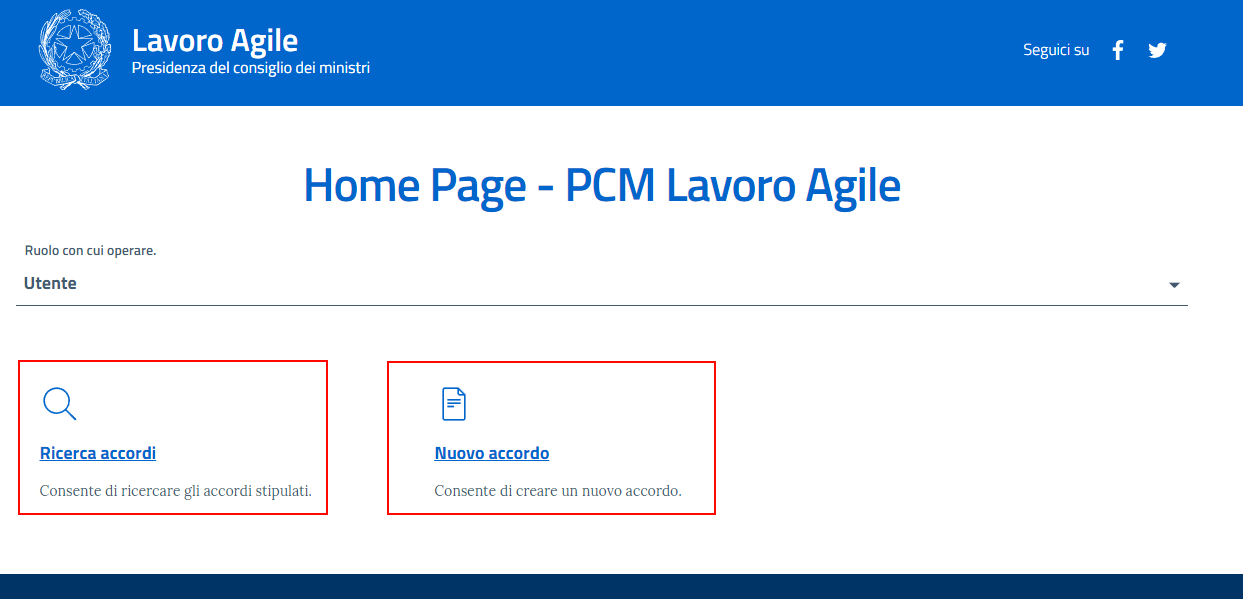 Lavoro Agile
Presidenza del consiglio dei ministri
Seguici su
Home Page - PCM Lavoro Agile
Ruolo con cui operare.
Utente
Ricerca accordi
Consente di ricercare gli accordi stipulati.
Nuovo accordo
Consente di creare un nuovo accordo.